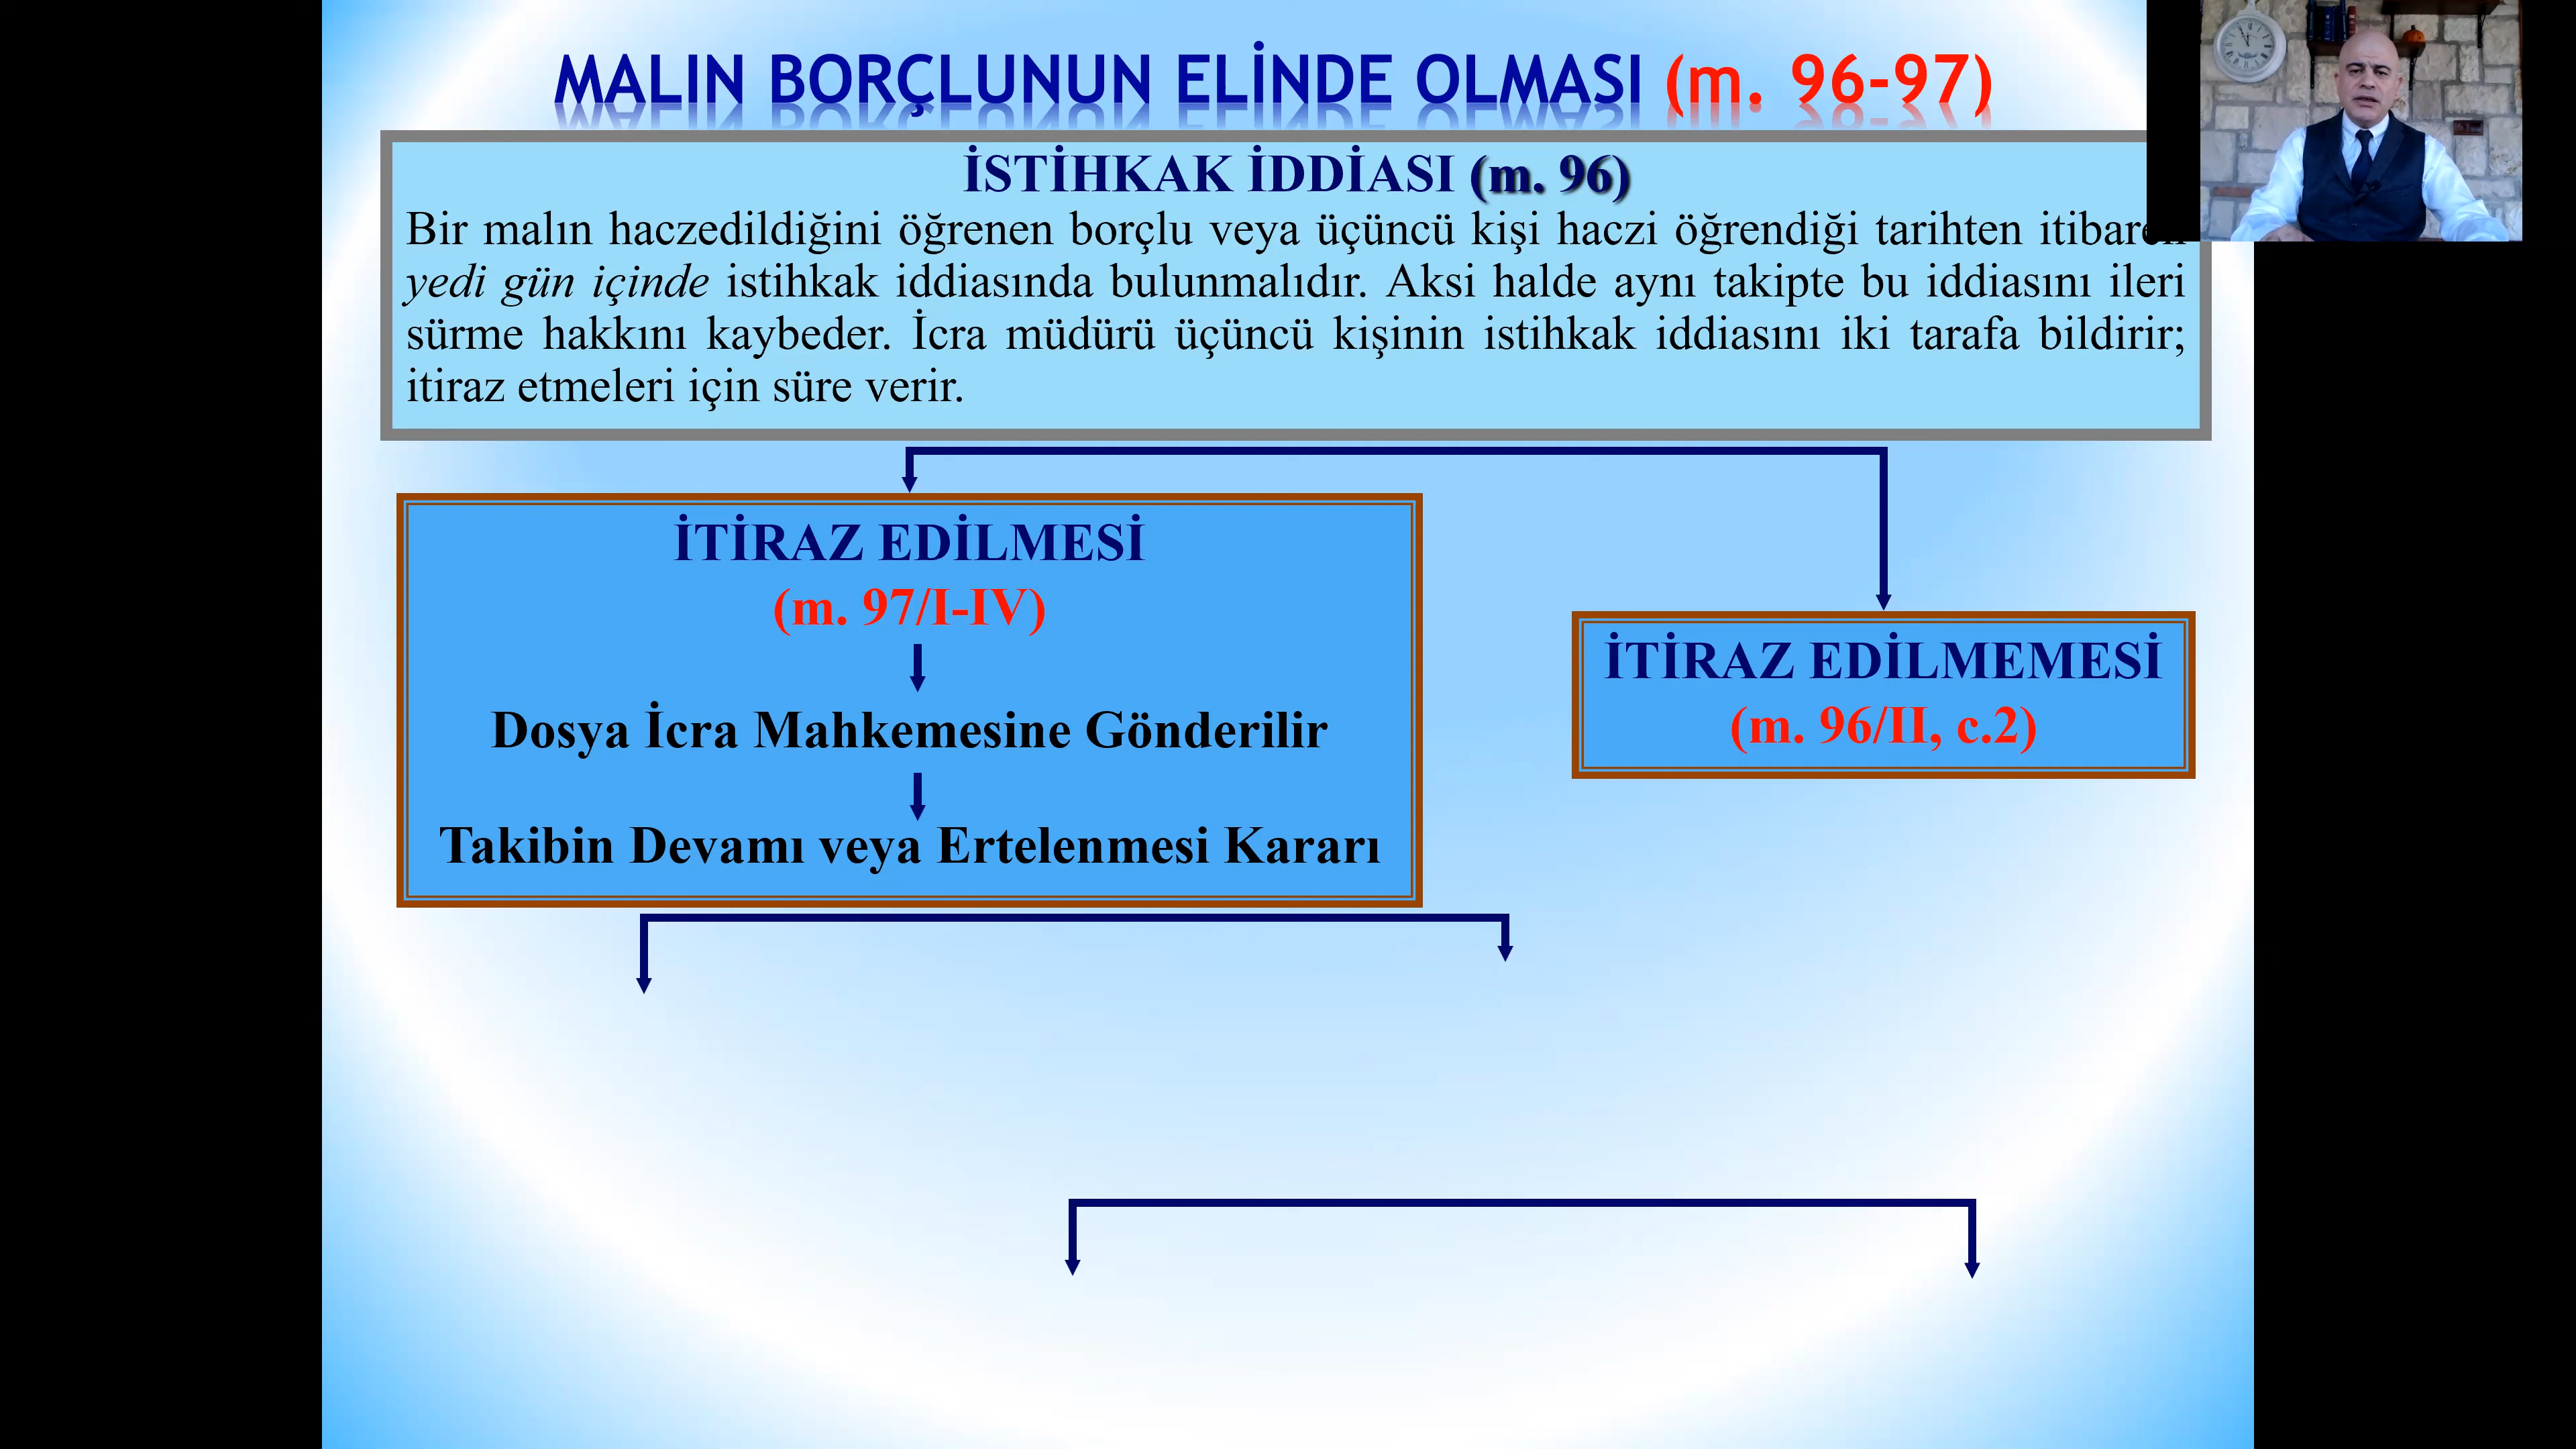 MALIN BORÇLUNUN ELİNDE OLMASI (m. 96-97)
İSTİHKAK İDDİASI (m. 96)
Bir malın haczedildiğini öğrenen borçlu veya üçüncü kişi haczi öğrendiği tarihten itibaren
yedi gün içinde istihkak iddiasında bulunmalıdır. Aksi halde aynı takipte bu iddiasını ileri
sürme hakkını kaybeder. İcra müdürü üçüncü kişinin istihkak iddiasını iki tarafa bildirir;
itiraz etmeleri için süre verir.
İTİRAZ EDİLMESİ
(m. 97/I-IV)
Dosya İcra Mahkemesine Gönderilir
Takibin Devamı veya Ertelenmesi Kararı
İTİRAZ EDİLMEMESİ
(m. 96/II, c.2)